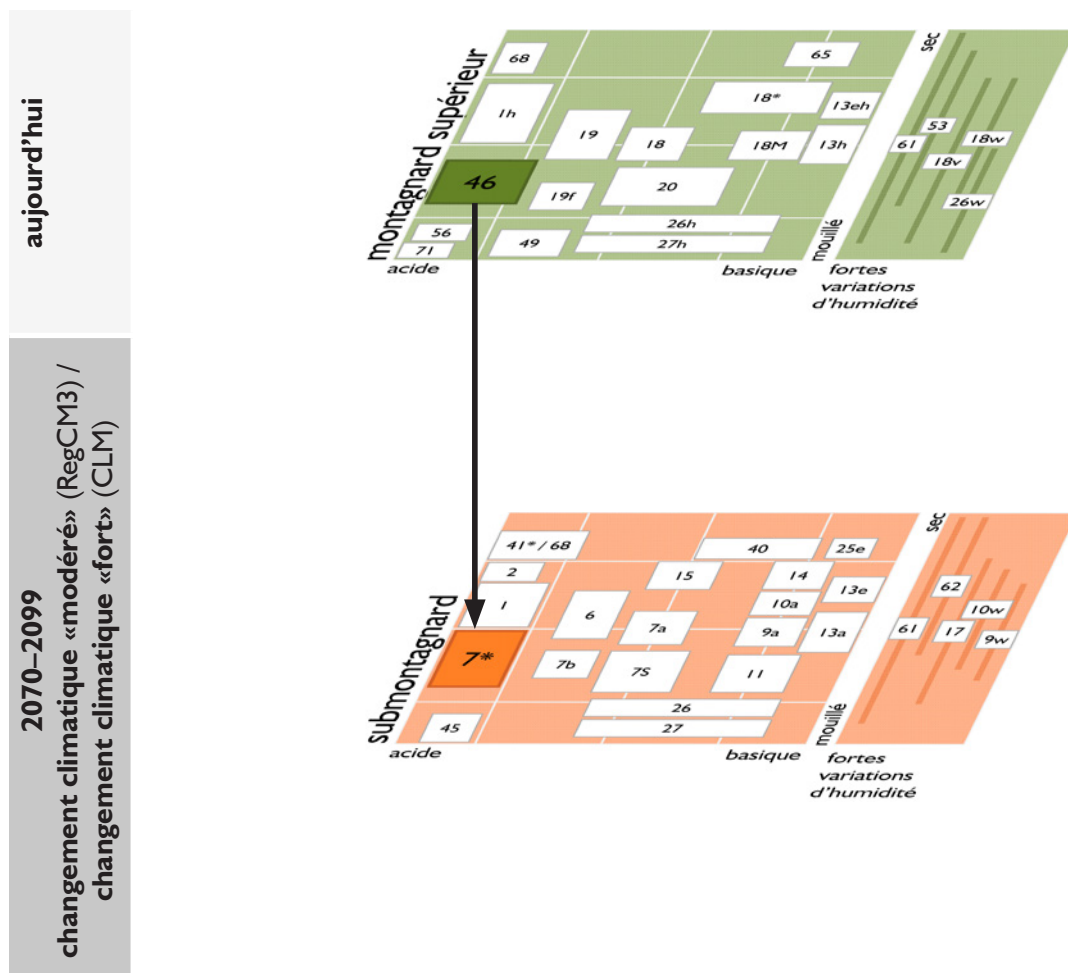 aujourd'hui
montagnard supérieur
68
65
sec
1h
18*
13eh
19
18
18M
13h
53
61
18w
18v
46
19f
20
26w
56
26h
71
49
27h
mouillé
acide
basique
fortes
variations
d'humidité
2070–2099
changement climatique «modéré» (RegCM3) /
changement climatique «fort» (CLM)
submontagnard
41* / 68
40
25e
sec
2
15
14
13e
62
1
6
10a
10w
7a
9a
13a
61
17
9w
7*
7b
7S
11
45
26
27
mouillé
acide
basique
fortes
variations
d'humidité